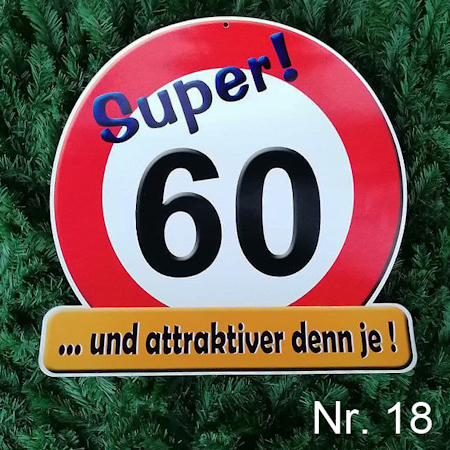 Super!
60
... und attraktiver denn je !
Nr. 18